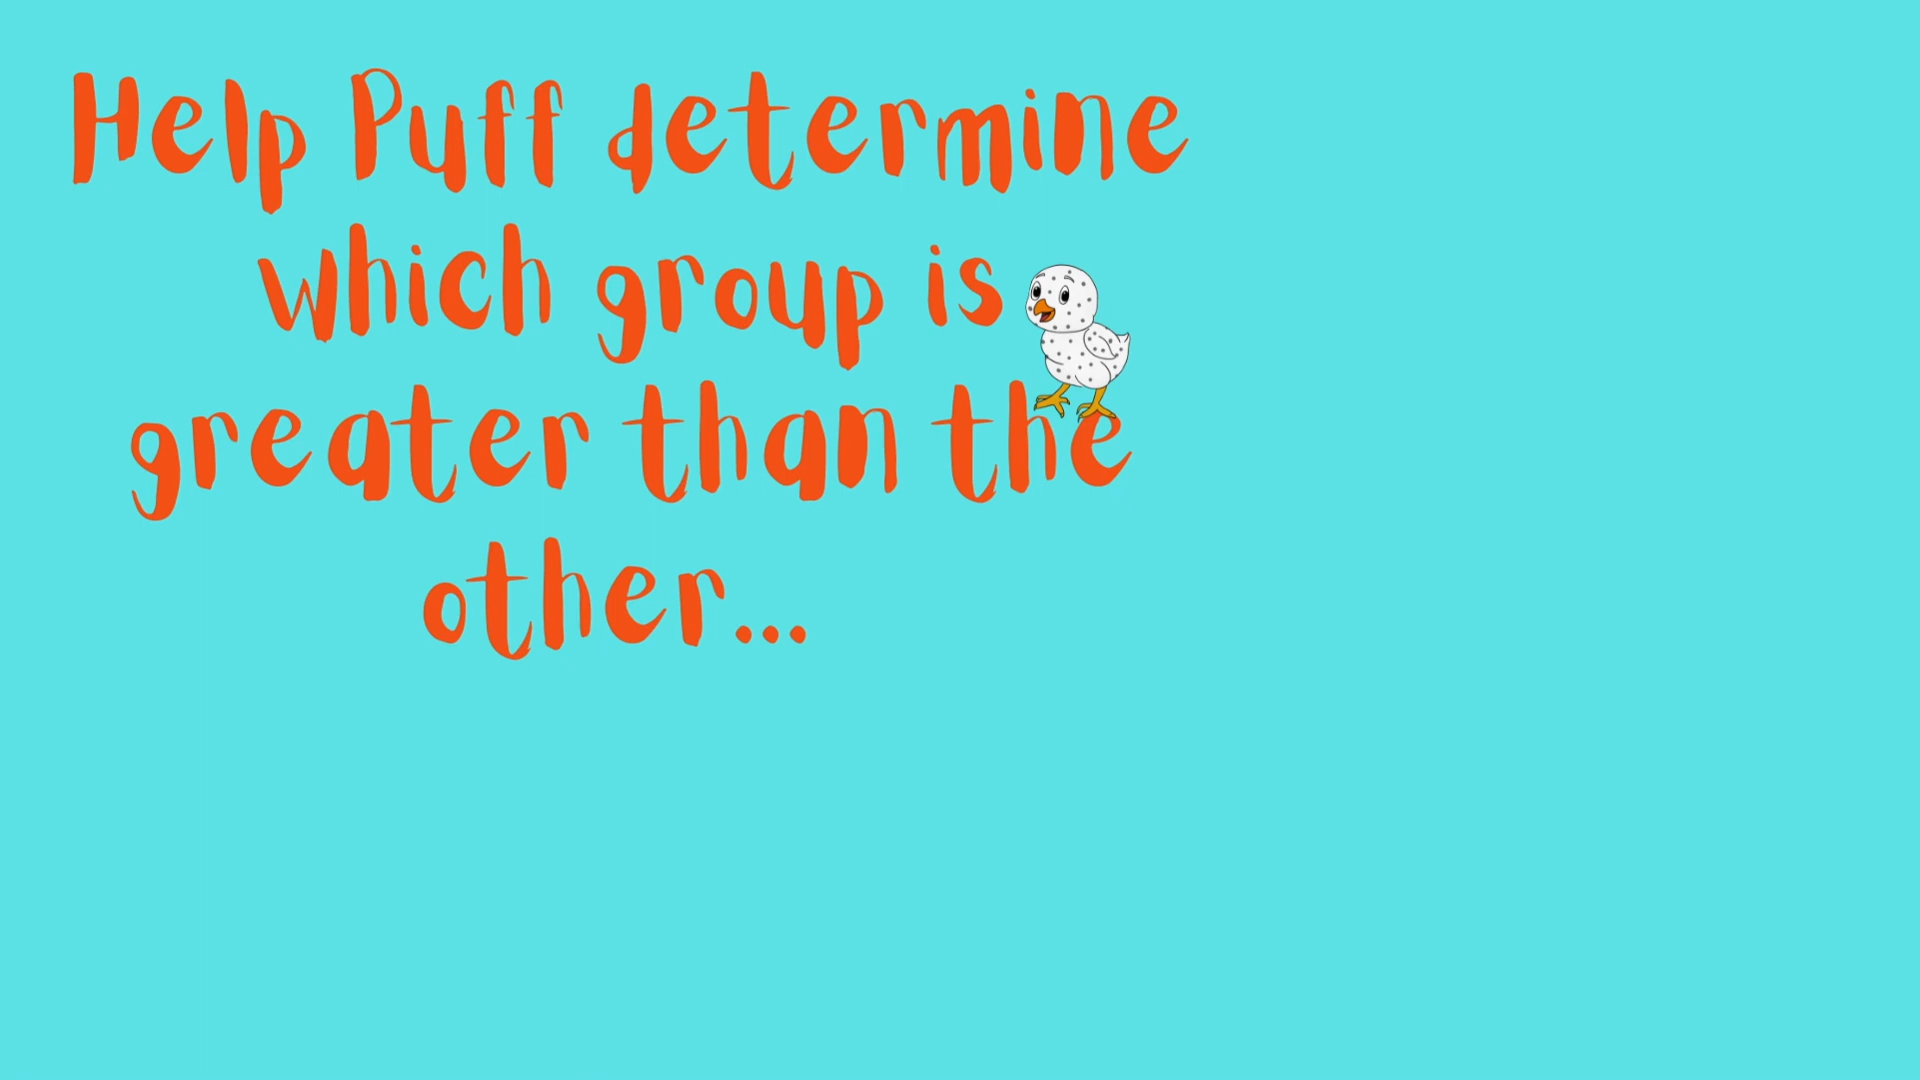 Help Puff determine
which group is
greater than the
other...